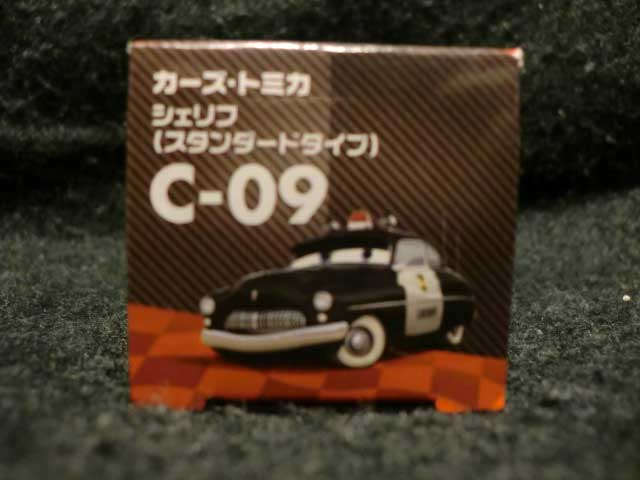 カーズ・トミカ
シェリフ
(スタンダードタイプ)
C-09